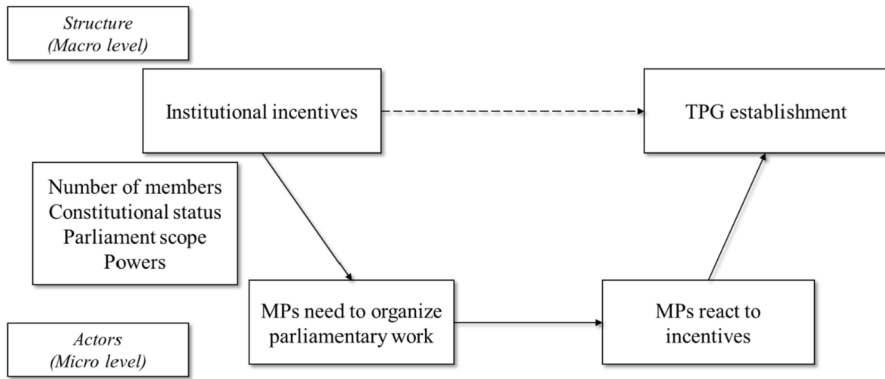 Structure
(Macro level)
Institutional incentives
TPG establishment
Number of members
Constitutional status
Parliament scope
Powers
MPs need to organize
parliamentary work
MPs react to
incentives
Actors
(Micro level)